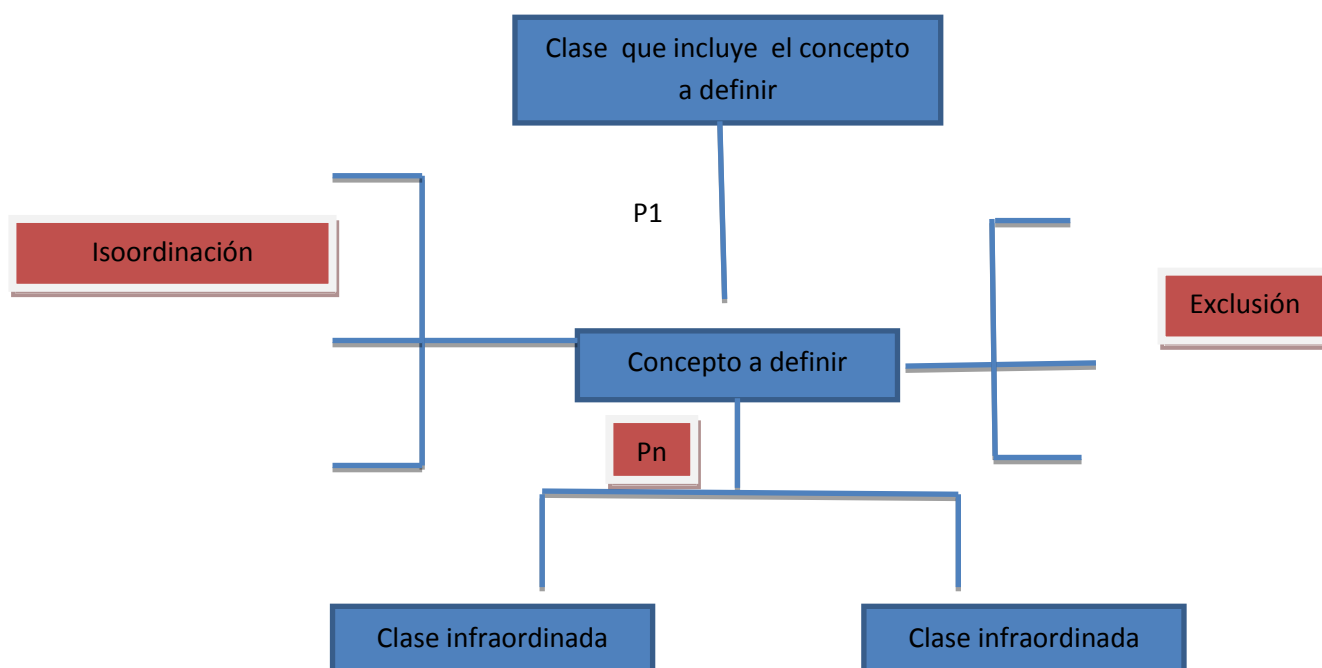 Clase que incluye el concepto
a definir
P1
Isoordinación
Exclusión
Concepto a definir
Pn
Clase infraordinada
Clase infraordinada